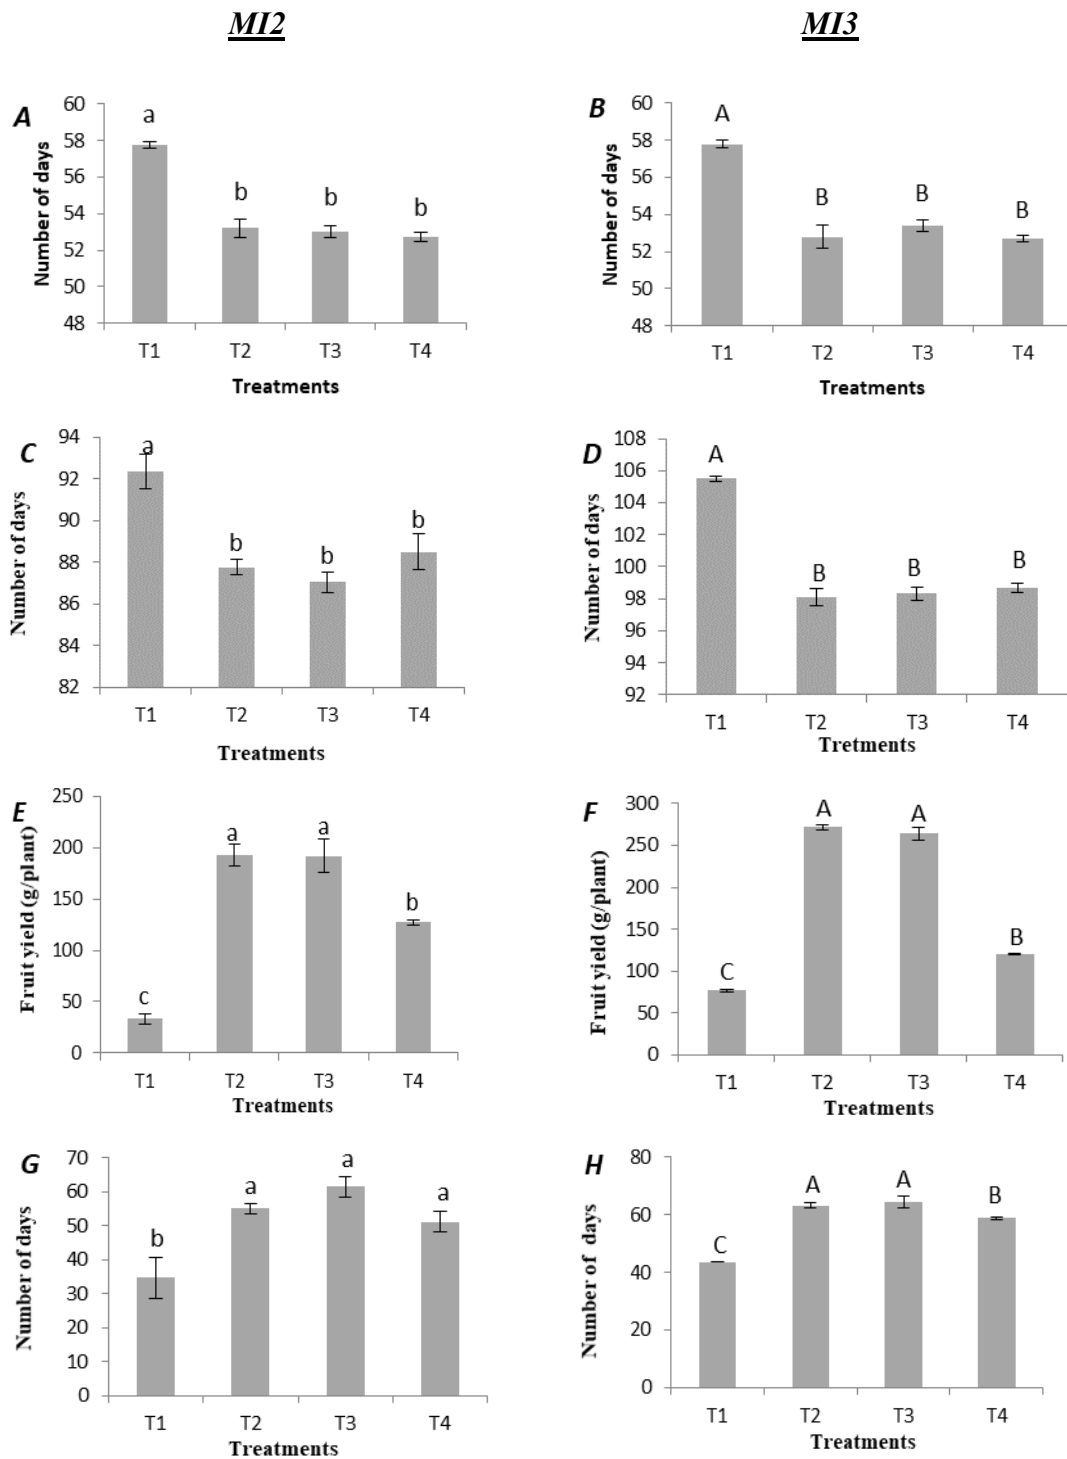 MI2
MI3
A
Number of days
60
58
56
54
52
50
48
a
b
b
b
T1
T2
T3
T4
Treatments
B
Number of days
60
58
56
54
52
50
48
A
B
B
B
T1
T2
T3
T4
Treatments
C
Number of days
94
92
90
88
86
84
82
a
b
b
b
T1
T2
T3
T4
Treatments
D
Number of days
108
106
104
102
100
98
96
94
92
A
B
B
B
T1
T2
T3
T4
Tretments
E
Fruit yield (g/plant)
250
200
150
100
50
0
c
a
a
b
T1
T2
T3
T4
Treatments
F
Fruit yield (g/plant)
300
250
200
150
100
50
0
C
A
A
B
T1
T2
T3
T4
Treatments
G
Number of days
70
60
50
40
30
20
10
0
b
a
a
a
T1
T2
T3
T4
Treatments
H
Number of days
80
60
40
20
0
C
A
A
B
T1
T2
T3
T4
Treatments